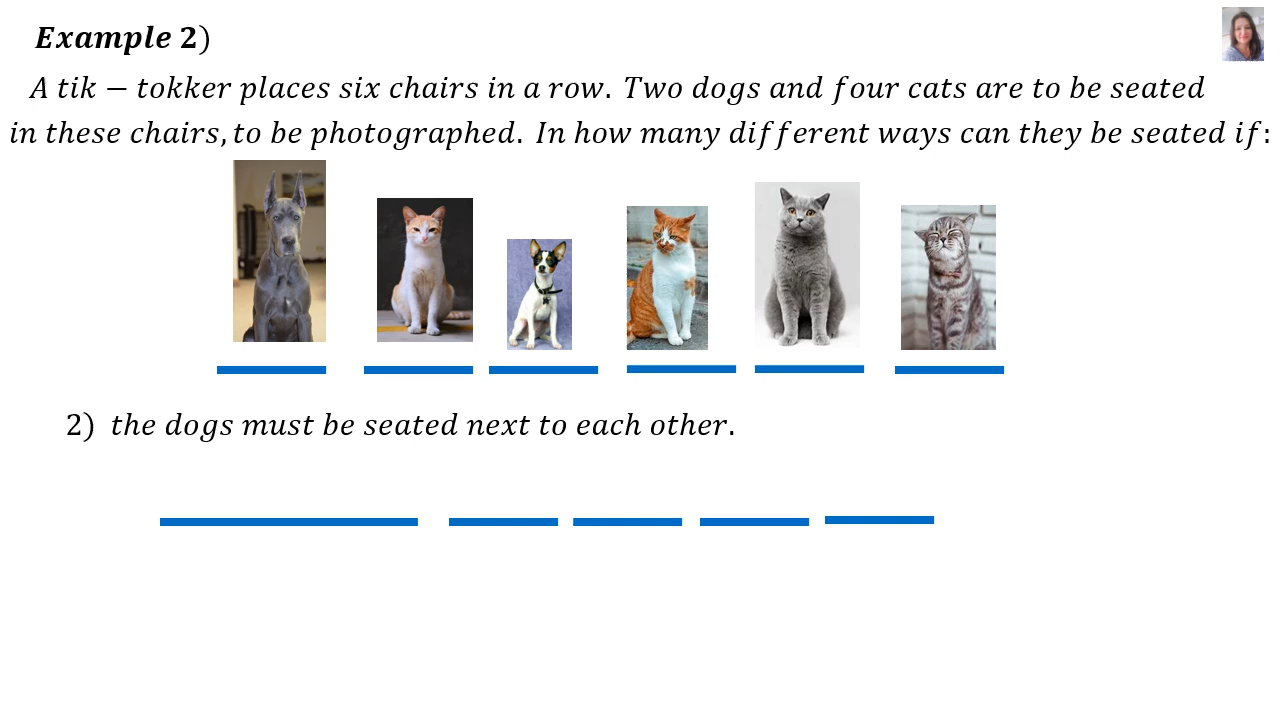 Example 2)
A tik − tokker places six chairs in a row. Two dogs and four cats are to be seated
in these chairs, to be photographed. In how many different ways can they be seated if:
2) the dogs must be seated next to each other.